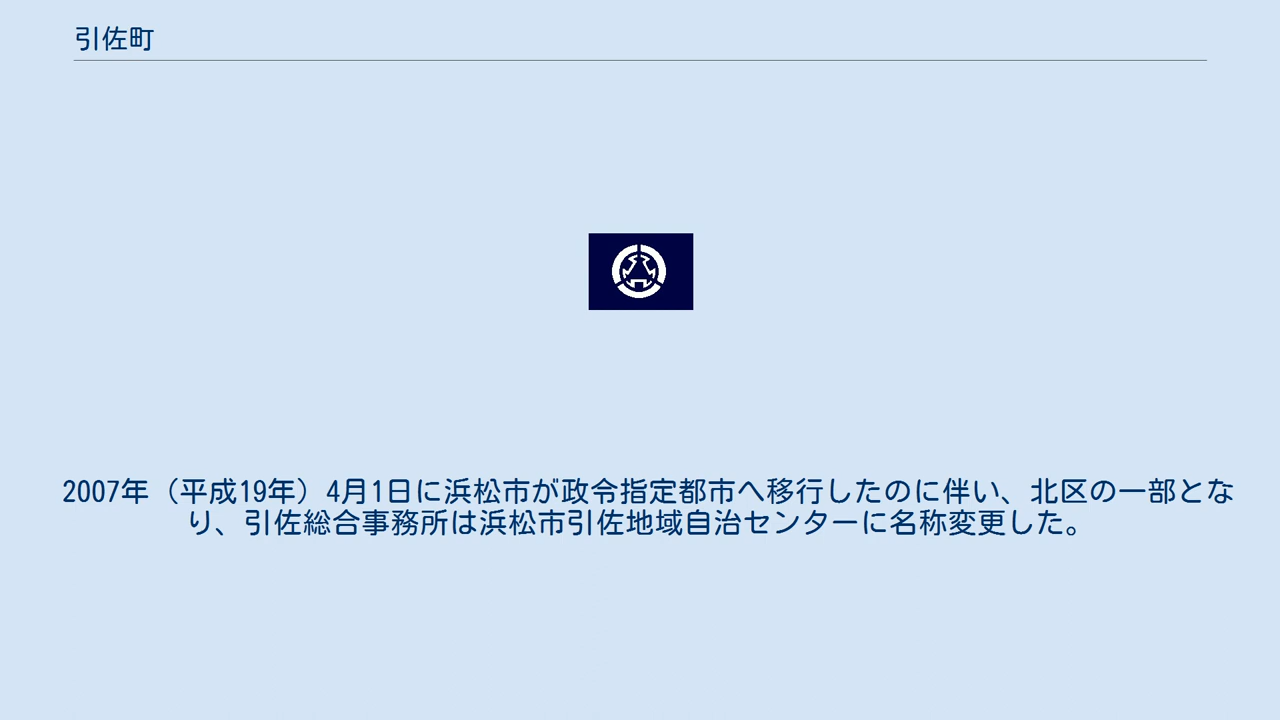 引佐町
2007年（平成19年）4月1日に浜松市が政令指定都市へ移行したのに伴い、北区の一部とな
り、引佐総合事務所は浜松市引佐地域自治センターに名称変更した。